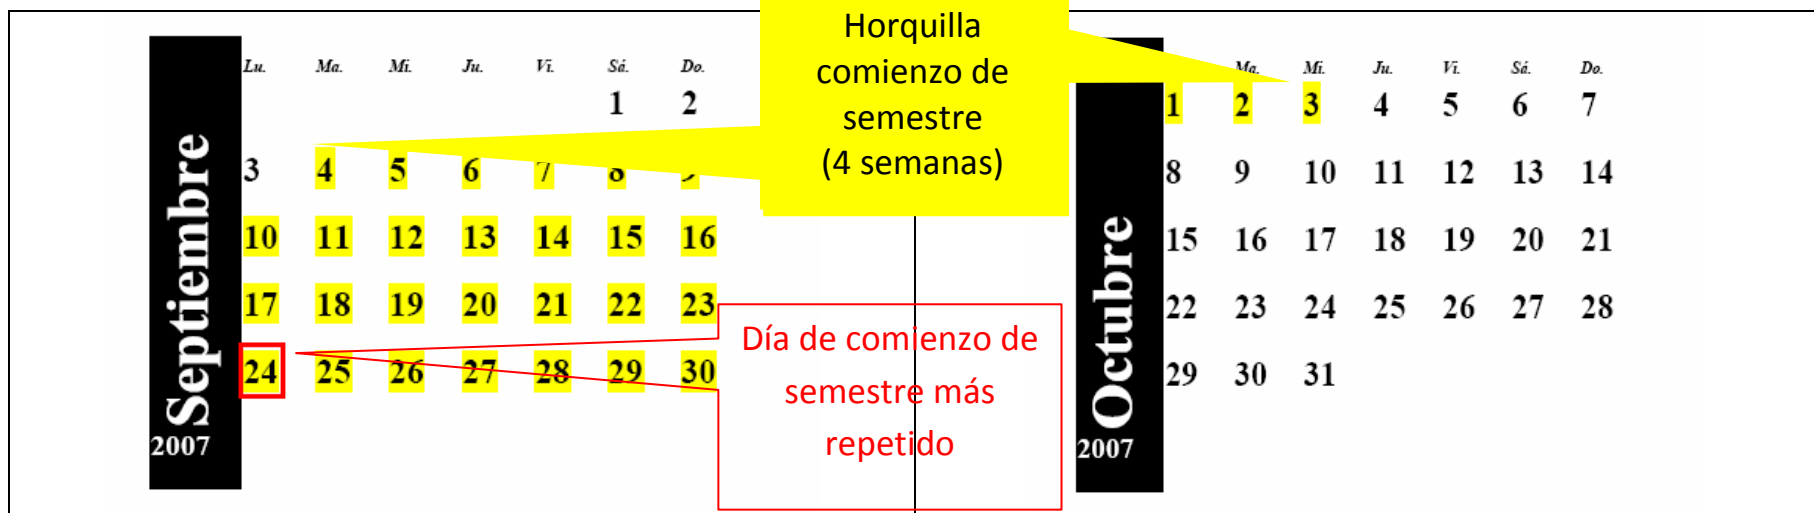 Septiembre
2007
Lu. Ma. Mi. Ju. Vi. Sá. Do.
1 2
3 4 5 6 7 8 9
10 11 12 13 14 15 16
17 18 19 20 21 22 23
24 25 26 27 28 29 30
Horquilla
comienzo de
semestre
(4 semanas)
Día de comienzo de
semestre más
repetido
Octubre
2007
Ma. Mi. Ju. Vi. Sá. Do.
1 2 3 4 5 6 7
8 9 10 11 12 13 14
15 16 17 18 19 20 21
22 23 24 25 26 27 28
29 30 31